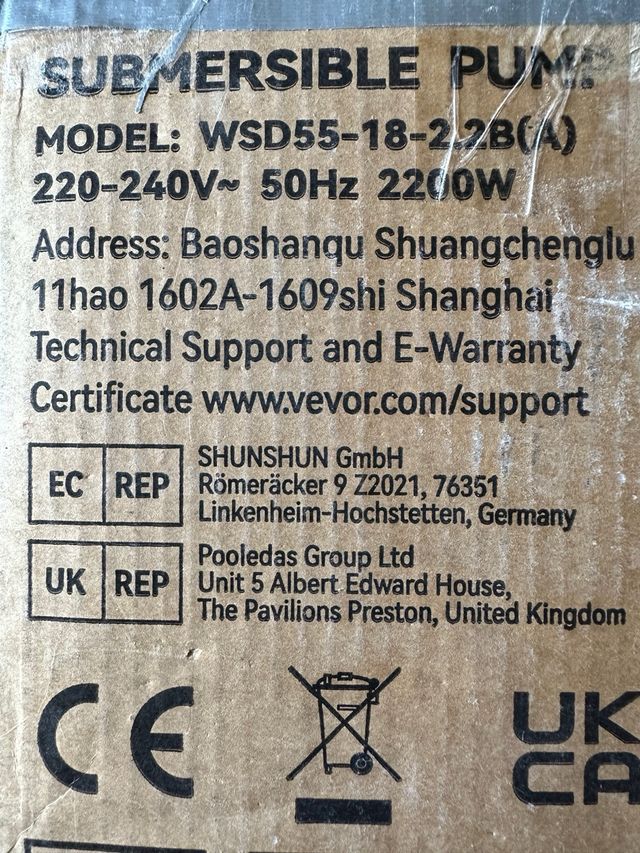 SUBMERSIBLE PUMP
MODEL: WSD55-18-2.2B(A)
220-240V~ 50Hz 2200W
Address: Baoshanqu Shuangchenglu
11hao 1602A-1609shi Shanghai
Technical Support and E-Warranty
Certificate www.vevor.com/support
EC REP
SHUNSHUN GmbH
Römeräcker 9 Z2021, 76351
Linkenheim-Hochstetten, Germany
UK REP
Pooledas Group Ltd
Unit 5 Albert Edward House,
The Pavilions Preston, United Kingdom
CE
UK
CA